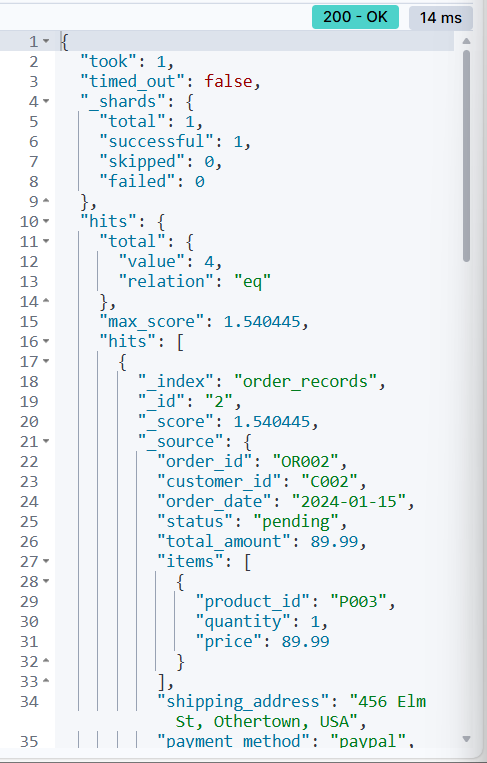 200 - OK 14 ms
1 {
2 "took": 1,
3 "timed_out": false,
4 "_shards": {
5 "total": 1,
6 "successful": 1,
7 "skipped": 0,
8 "failed": 0
9 },
10 "hits": {
11 "total": {
12 "value": 4,
13 "relation": "eq"
14 },
15 "max_score": 1.540445,
16 "hits": [
17 {
18 "_index": "order_records",
19 "_id": "2",
20 "_score": 1.540445,
21 "_source": {
22 "order_id": "OR002",
23 "customer_id": "C002",
24 "order_date": "2024-01-15",
25 "status": "pending",
26 "total_amount": 89.99,
27 "items": [
28 {
29 "product_id": "P003",
30 "quantity": 1,
31 "price": 89.99
32 }
33 ],
34 "shipping_address": "456 Elm
St, Othertown, USA",
35 "payment_method": "paypal",